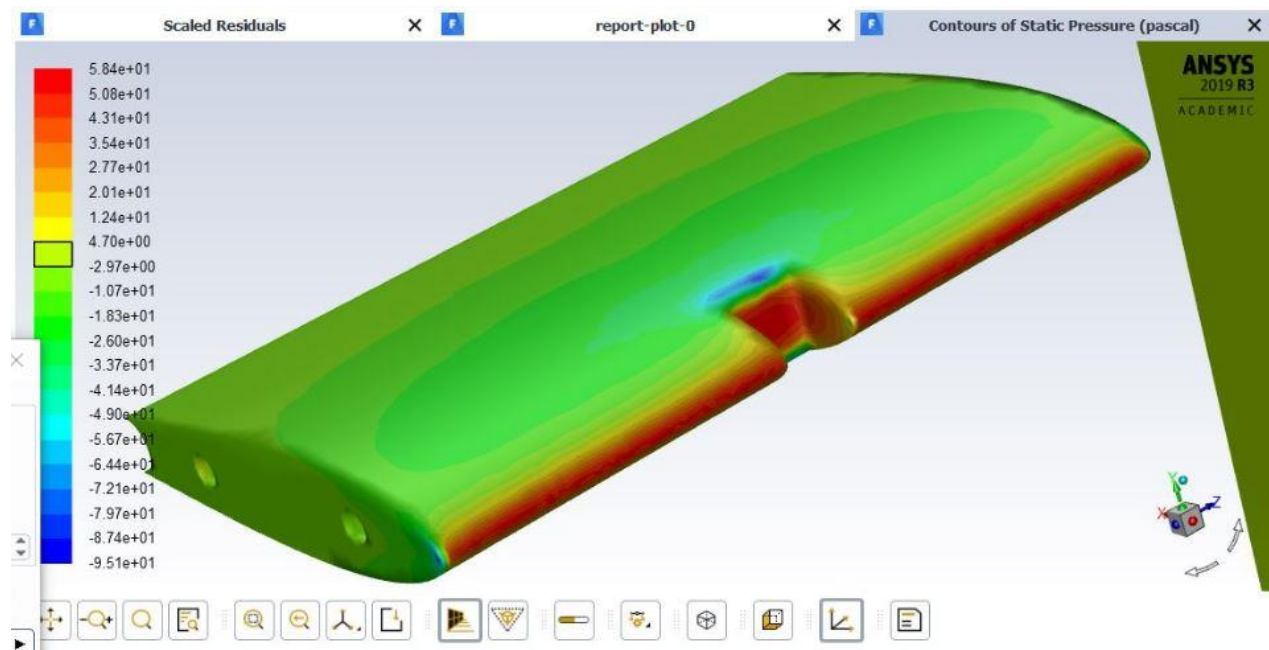 Scaled Residuals
report-plot-0
Contours of Static Pressure (pascal)
ANSYS
2019 R3
ACADEMIC
5.84e+01
5.08e+01
4.31e+01
3.54e+01
2.77e+01
2.01e+01
1.24e+01
4.70e+00
-2.97e+00
-1.07e+01
-1.83e+01
-2.60e+01
-3.37e+01
-4.14e+01
-4.90e+01
-5.67e+01
-6.44e+01
-7.21e+01
-7.97e+01
-8.74e+01
-9.51e+01
Y
X
Z